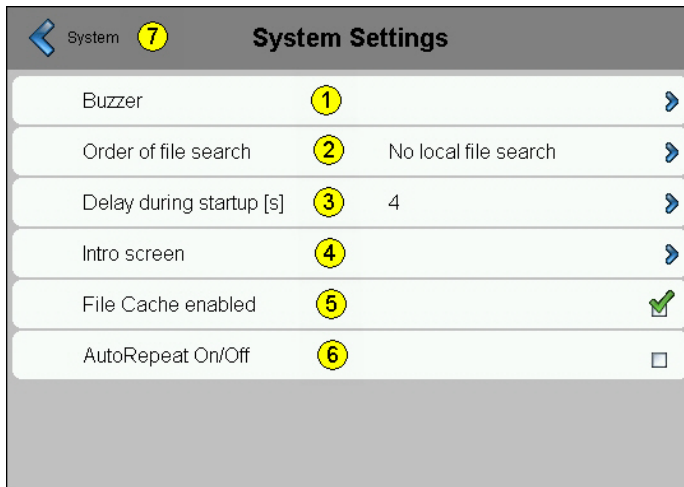 System 7 System Settings
Buzzer 1
Order of file search 2 No local file search
Delay during startup [s] 3 4
Intro screen 4
File Cache enabled 5
AutoRepeat On/Off 6